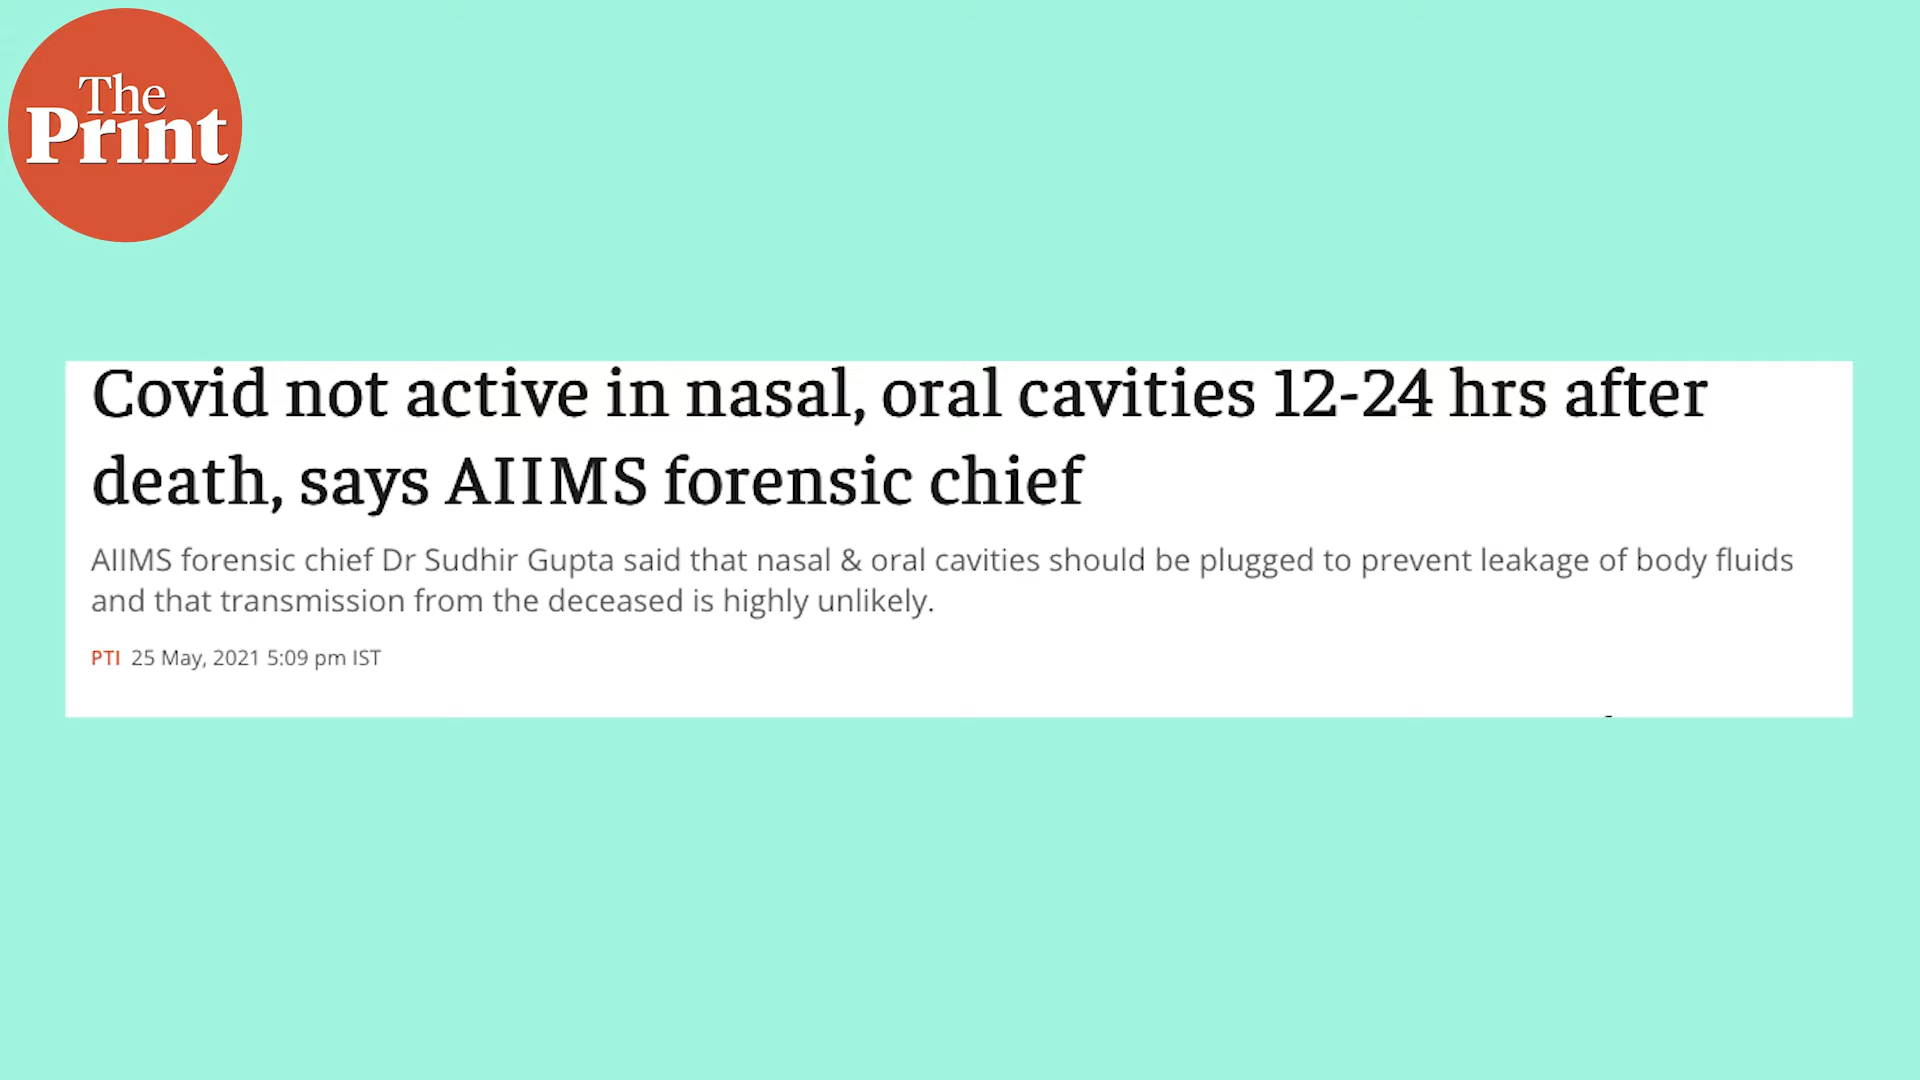 The
Print
Covid not active in nasal, oral cavities 12-24 hrs after
death, says AIIMS forensic chief
AIIMS forensic chief Dr Sudhir Gupta said that nasal & oral cavities should be plugged to prevent leakage of body fluids
and that transmission from the deceased is highly unlikely.
PTI 25 May, 2021 5:09 pm IST